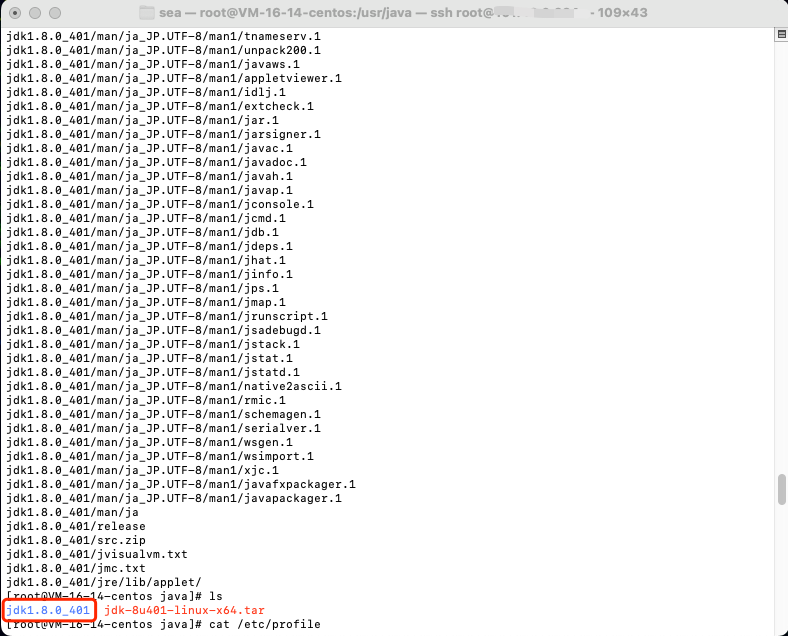 sea — root@VM-16-14-centos:/usr/java — ssh root@ - 109×43
jdk1.8.0_401/man/ja_JP.UTF-8/man1/tnameserv.1
jdk1.8.0_401/man/ja_JP.UTF-8/man1/unpack200.1
jdk1.8.0_401/man/ja_JP.UTF-8/man1/javaws.1
jdk1.8.0_401/man/ja_JP.UTF-8/man1/appletviewer.1
jdk1.8.0_401/man/ja_JP.UTF-8/man1/idlj.1
jdk1.8.0_401/man/ja_JP.UTF-8/man1/extcheck.1
jdk1.8.0_401/man/ja_JP.UTF-8/man1/jar.1
jdk1.8.0_401/man/ja_JP.UTF-8/man1/jarsigner.1
jdk1.8.0_401/man/ja_JP.UTF-8/man1/javac.1
jdk1.8.0_401/man/ja_JP.UTF-8/man1/javadoc.1
jdk1.8.0_401/man/ja_JP.UTF-8/man1/javah.1
jdk1.8.0_401/man/ja_JP.UTF-8/man1/javap.1
jdk1.8.0_401/man/ja_JP.UTF-8/man1/jconsole.1
jdk1.8.0_401/man/ja_JP.UTF-8/man1/jcmd.1
jdk1.8.0_401/man/ja_JP.UTF-8/man1/jdb.1
jdk1.8.0_401/man/ja_JP.UTF-8/man1/jdeps.1
jdk1.8.0_401/man/ja_JP.UTF-8/man1/jhat.1
jdk1.8.0_401/man/ja_JP.UTF-8/man1/jinfo.1
jdk1.8.0_401/man/ja_JP.UTF-8/man1/jps.1
jdk1.8.0_401/man/ja_JP.UTF-8/man1/jmap.1
jdk1.8.0_401/man/ja_JP.UTF-8/man1/jrunscript.1
jdk1.8.0_401/man/ja_JP.UTF-8/man1/jsadebugd.1
jdk1.8.0_401/man/ja_JP.UTF-8/man1/jstack.1
jdk1.8.0_401/man/ja_JP.UTF-8/man1/jstat.1
jdk1.8.0_401/man/ja_JP.UTF-8/man1/jstatd.1
jdk1.8.0_401/man/ja_JP.UTF-8/man1/native2ascii.1
jdk1.8.0_401/man/ja_JP.UTF-8/man1/rmic.1
jdk1.8.0_401/man/ja_JP.UTF-8/man1/schemagen.1
jdk1.8.0_401/man/ja_JP.UTF-8/man1/serialver.1
jdk1.8.0_401/man/ja_JP.UTF-8/man1/wsgen.1
jdk1.8.0_401/man/ja_JP.UTF-8/man1/wsimport.1
jdk1.8.0_401/man/ja_JP.UTF-8/man1/xjc.1
jdk1.8.0_401/man/ja_JP.UTF-8/man1/javafxpackager.1
jdk1.8.0_401/man/ja_JP.UTF-8/man1/javapackager.1
jdk1.8.0_401/man/ja
jdk1.8.0_401/release
jdk1.8.0_401/src.zip
jdk1.8.0_401/jvisualvm.txt
jdk1.8.0_401/jmc.txt
jdk1.8.0_401/jre/lib/applet/
[root@VM-16-14-centos java]# ls
jdk1.8.0_401 jdk-8u401-linux-x64.tar
[root@VM-16-14-centos java]# cat /etc/profile